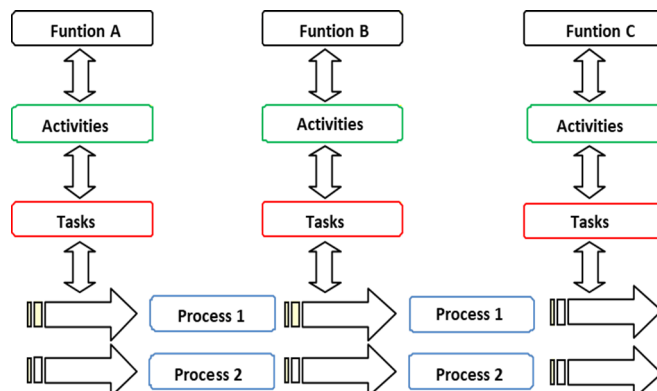 Funtion A
Funtion B
Funtion C
Activities
Activities
Activities
Tasks
Tasks
Tasks
Process 1
Process 1
Process 2
Process 2